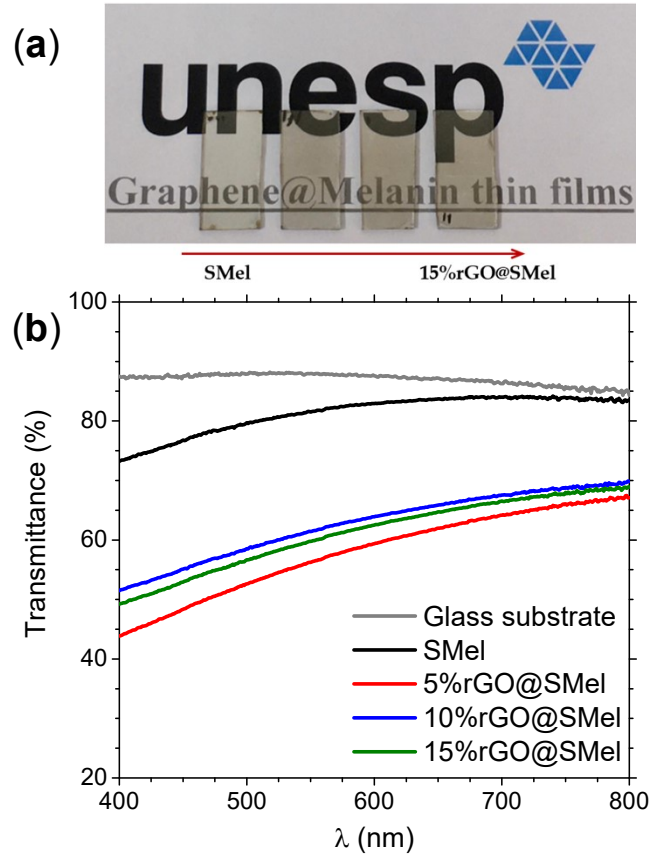 (a)
unesp
Graphene@Melanin thin films
SMel 15%rGO@SMel
(b)
100
80
60
40
20
Transmittance (%)
Glass substrate
SMel
5%rGO@SMel
10%rGO@SMel
15%rGO@SMel
400 500 600 700 800
λ (nm)